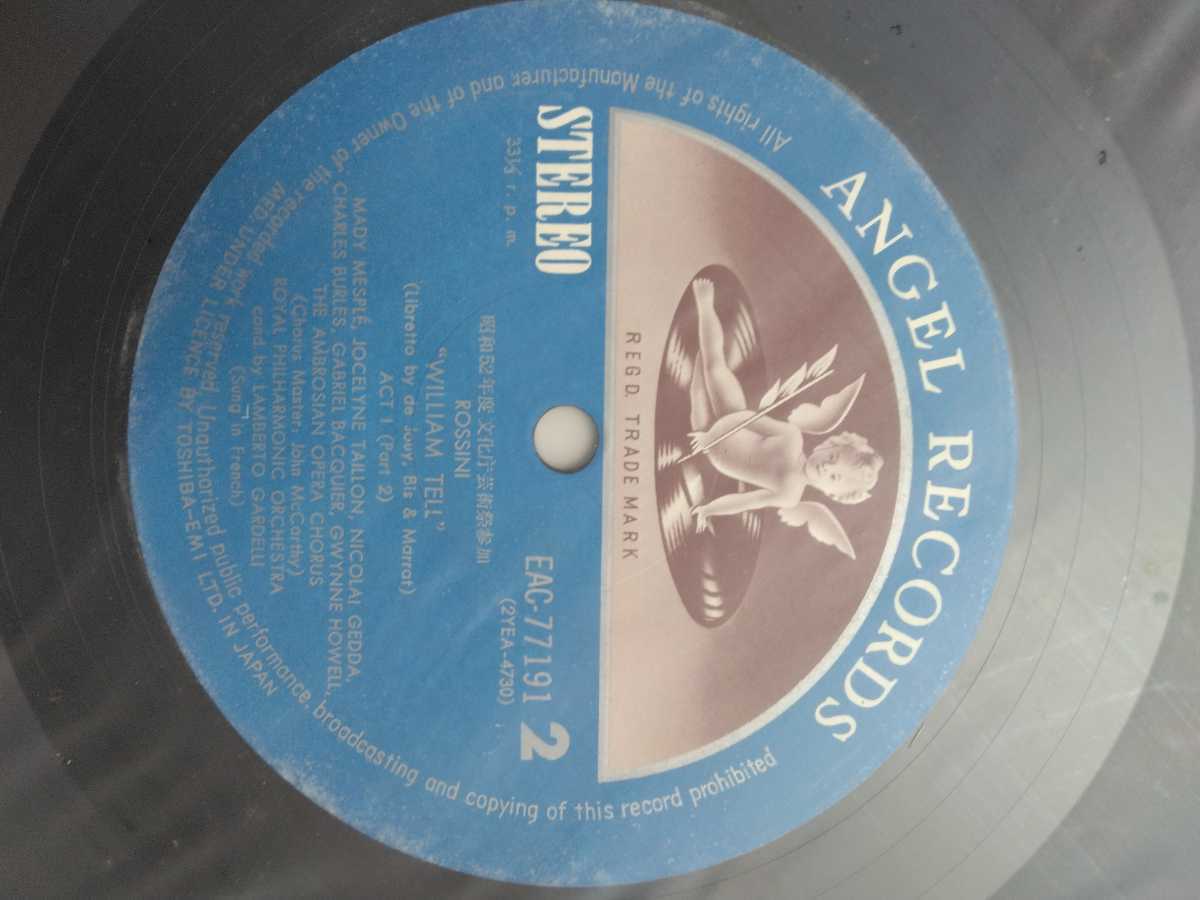 ANGEL RECORDS
REGD. TRADE MARK
STEREO
33⅓ r. p. m.
EAC-77191
(2YEA-4730)
2
昭和52年度 文化庁芸術祭参加
ROSSINI
"WILLIAM TELL"
(Libretto by de Jouy, Bis & Marrat)
ACT I (Part 2)
MADY MESPLÉ, JOCELYNE TAILLON, NICOLAI GEDDA,
CHARLES BURLES, GABRIEL BACQUIER, GWYNNE HOWELL,
THE AMBROSIAN OPERA CHORUS
(Chorus Master: John McCarthy)
ROYAL PHILHARMONIC ORCHESTRA
cond. by LAMBERTO GARDELLI
(Sung in French)
MFD. UNDER LICENCE BY TOSHIBA-EMI LTD. IN JAPAN
All rights of the Manufacturer and of the Owner of the recorded work reserved. Unauthorized public performance, broadcasting and copying of this record prohibited